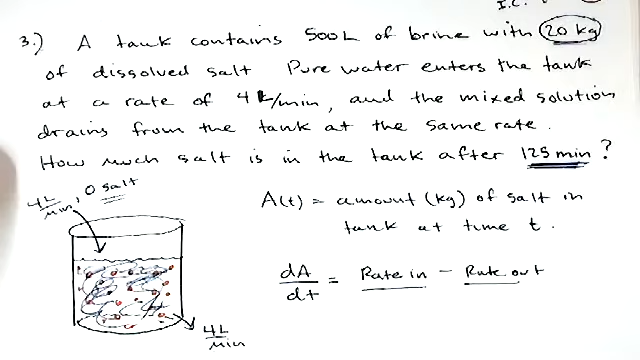 I.C.
3.) A tank contains 500L of brine with 20 kg
of dissolved salt Pure water enters the tank
at a rate of 4 L/min, and the mixed solution
drains from the tank at the same rate.
How much salt is in the tank after 125 min?
4L/min, 0 salt
A(t) = amount (kg) of salt in
tank at time t.
dA/dt = Rate in - Rate out
4L/min